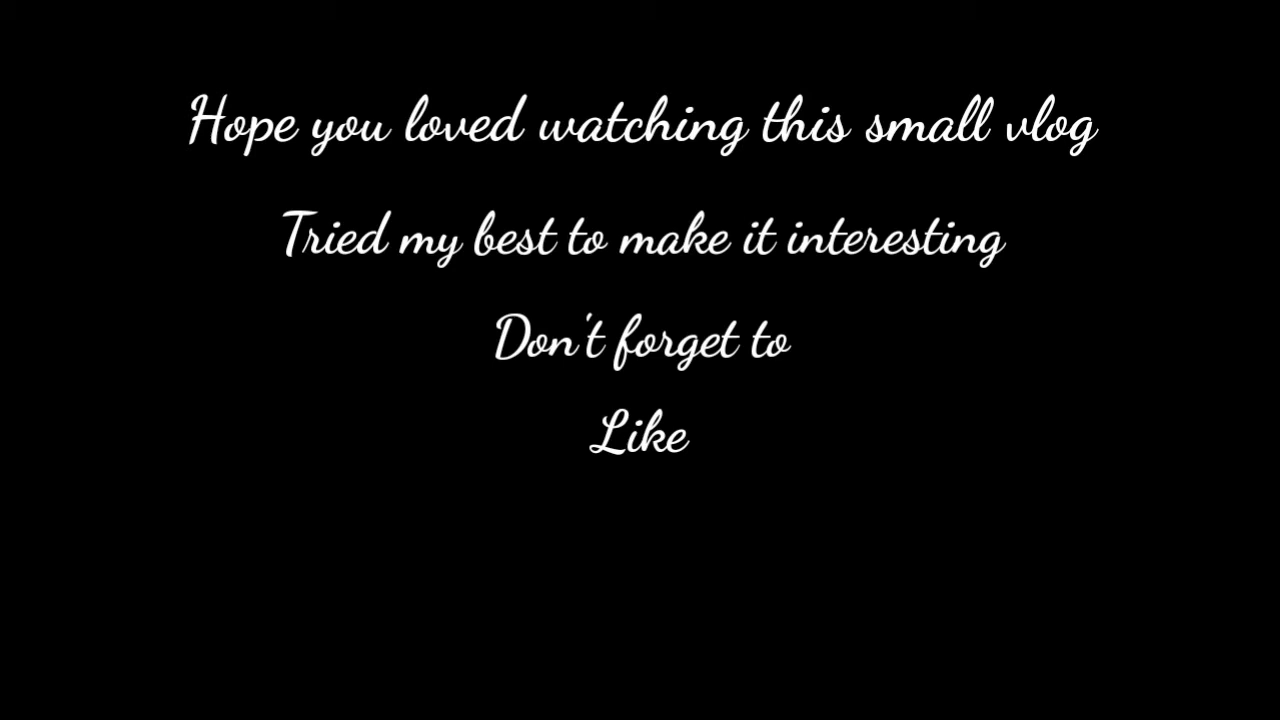 Hope you loved watching this small vlog
Tried my best to make it interesting
Don't forget to
Like